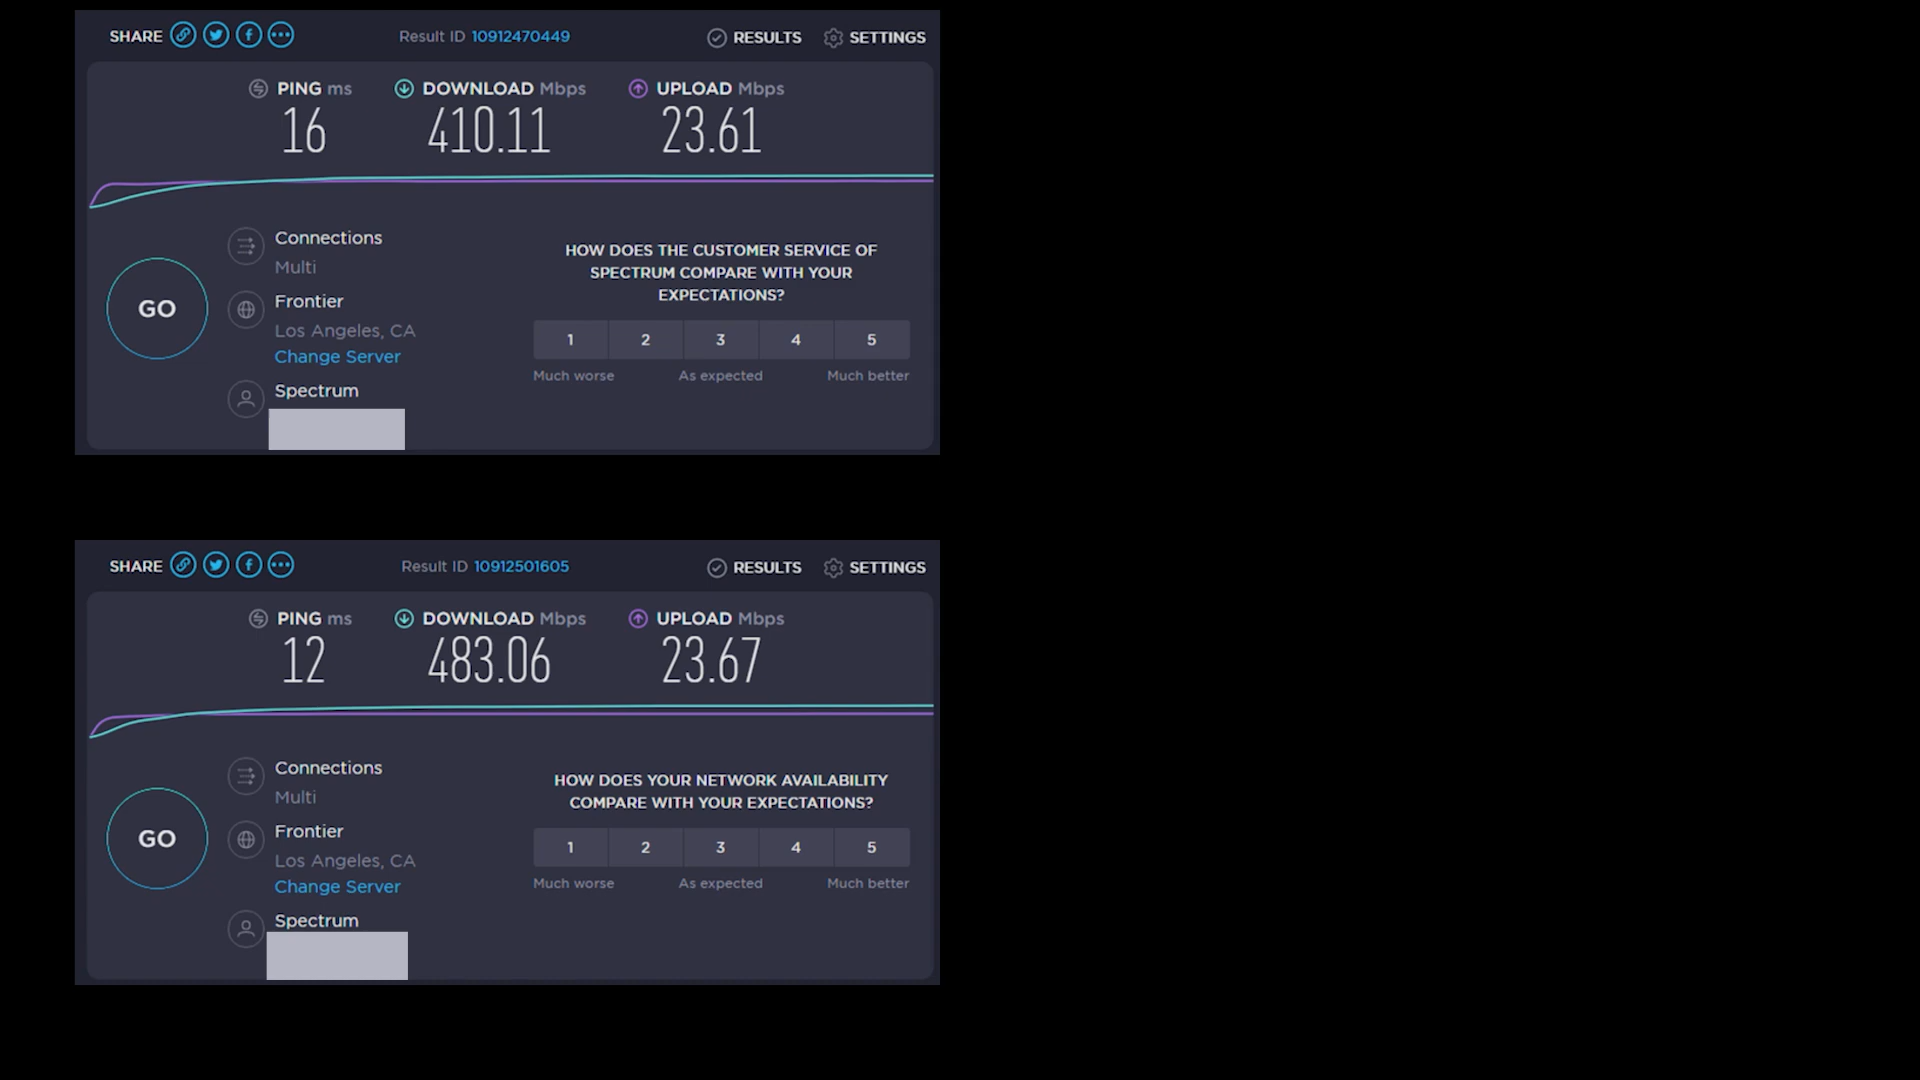 SHARE Result ID 10912470449 RESULTS SETTINGS
PING ms DOWNLOAD Mbps UPLOAD Mbps
16 410.11 23.61
Connections
Multi
Frontier
Los Angeles, CA
Change Server
Spectrum
GO
HOW DOES THE CUSTOMER SERVICE OF
SPECTRUM COMPARE WITH YOUR
EXPECTATIONS?
1 2 3 4 5
Much worse As expected Much better
SHARE Result ID 10912501605 RESULTS SETTINGS
PING ms DOWNLOAD Mbps UPLOAD Mbps
12 483.06 23.67
Connections
Multi
Frontier
Los Angeles, CA
Change Server
Spectrum
GO
HOW DOES YOUR NETWORK AVAILABILITY
COMPARE WITH YOUR EXPECTATIONS?
1 2 3 4 5
Much worse As expected Much better